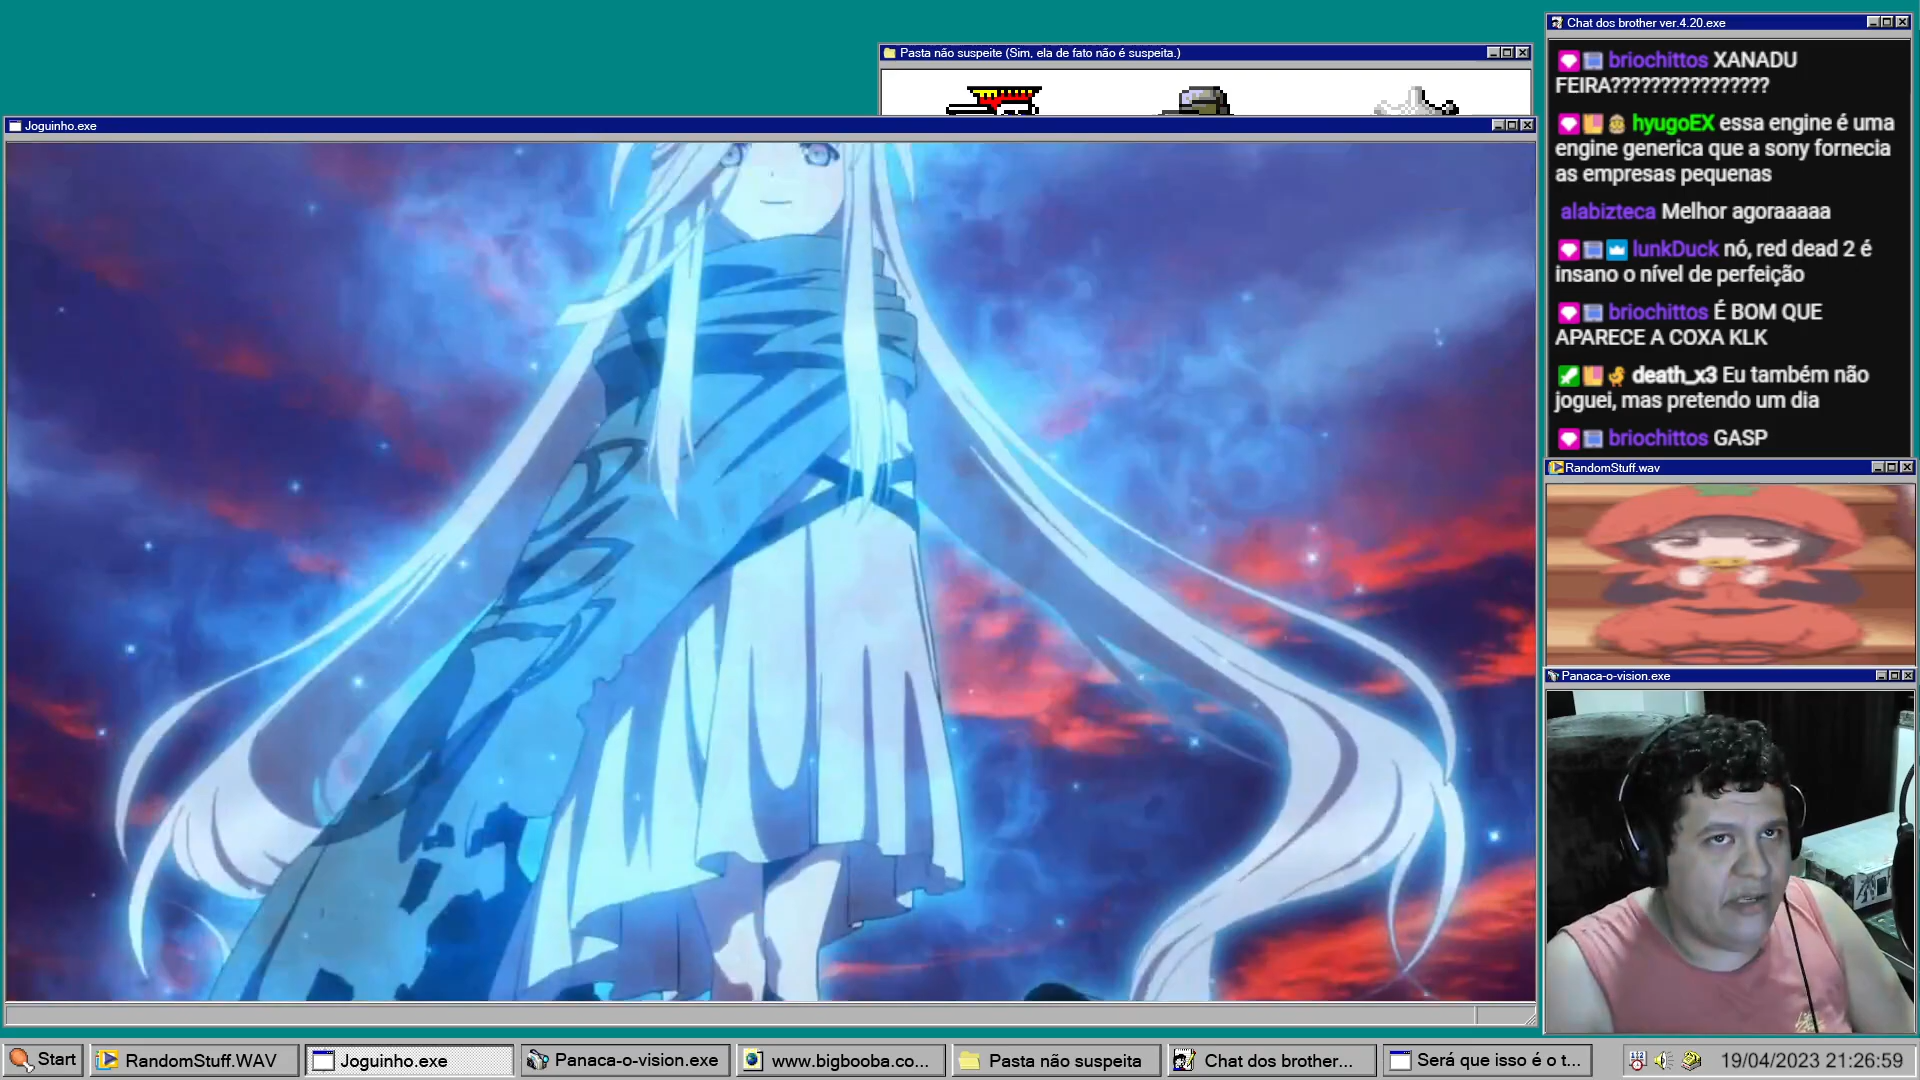 Chat dos brother ver.4.20.exe
briochittos XANADU
FEIRA????????????????
hyugoEX essa engine é uma
engine generica que a sony fornecia
as empresas pequenas
alabizteca Melhor agoraaaaa
lunkDuck nó, red dead 2 é
insano o nível de perfeição
briochittos É BOM QUE
APARECE A COXA KLK
death_x3 Eu também não
joguei, mas pretendo um dia
briochittos GASP
Pasta não suspeite (Sim, ela de fato não é suspeita.)
Joguinho.exe
RandomStuff.wav
Panaca-o-vision.exe
Start
RandomStuff.WAV
Joguinho.exe
Panaca-o-vision.exe
www.bigbooba.co...
Pasta não suspeita
Chat dos brother...
Será que isso é o t...
19/04/2023 21:26:59